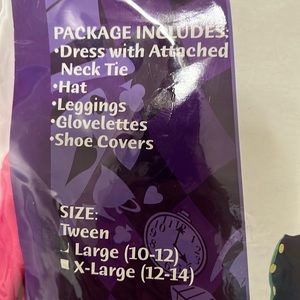 PACKAGE INCLUDES:
•Dress with Attached
Neck Tie
•Hat
•Leggings
•Glovelettes
•Shoe Covers
SIZE:
Tween
Large (10-12)
X-Large (12-14)